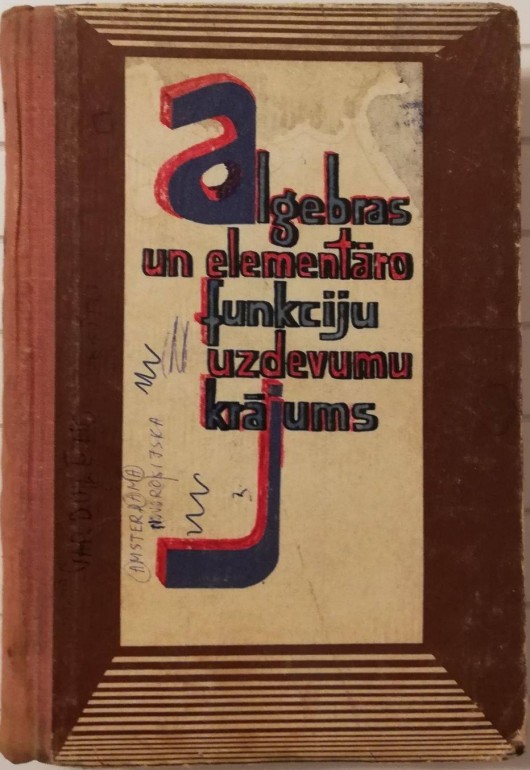 algebras
un elementāro
funkciju
uzdevumu
krājums